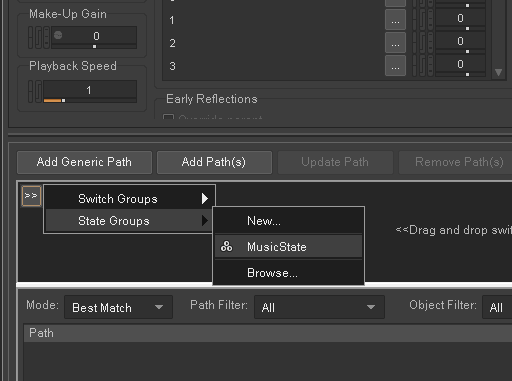 Make-Up Gain
0
Playback Speed
1
1 ... 0
2 ... 0
3 ... 0
Early Reflections
Override parent
Add Generic Path Add Path(s) Update Path Remove Path(s)
>> Switch Groups
State Groups
New...
MusicState
Browse...
<<Drag and drop swit
Mode: Best Match Path Filter: All Object Filter: All
Path